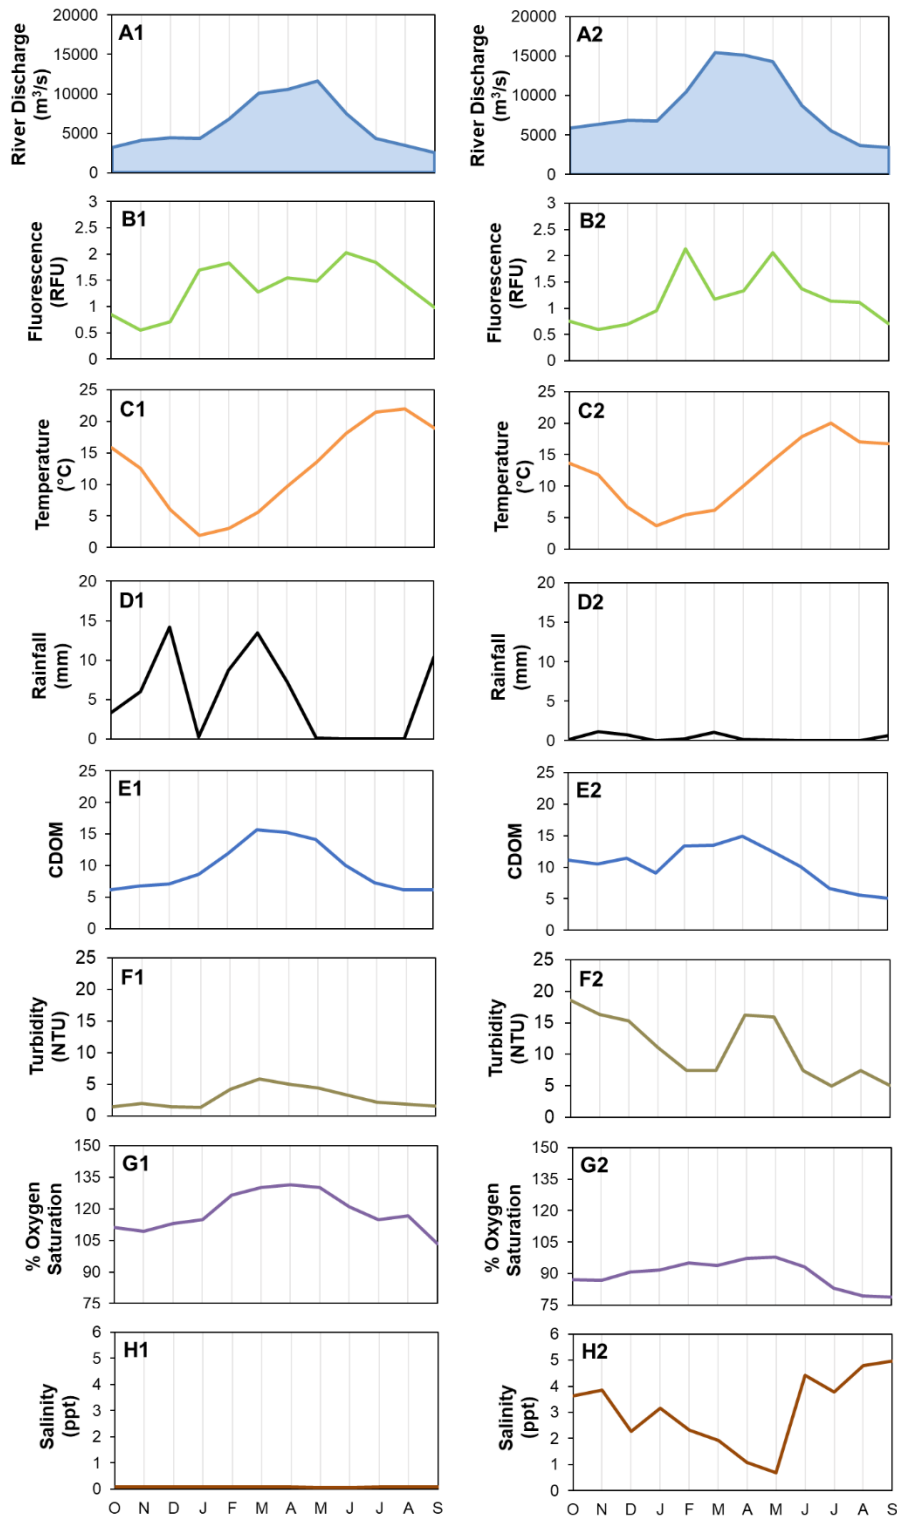 A1
River Discharge
(m³/s)
20000
15000
10000
5000
0
A2
River Discharge
(m³/s)
20000
15000
10000
5000
0
B1
Fluorescence
(RFU)
3
2.5
2
1.5
1
0.5
0
B2
Fluorescence
(RFU)
3
2.5
2
1.5
1
0.5
0
C1
Temperature
(°C)
25
20
15
10
5
0
C2
Temperature
(°C)
25
20
15
10
5
0
D1
Rainfall
(mm)
20
15
10
5
0
D2
Rainfall
(mm)
20
15
10
5
0
E1
CDOM
25
20
15
10
5
0
E2
CDOM
25
20
15
10
5
0
F1
Turbidity
(NTU)
25
20
15
10
5
0
F2
Turbidity
(NTU)
25
20
15
10
5
0
G1
% Oxygen
Saturation
150
135
120
105
90
75
G2
% Oxygen
Saturation
150
135
120
105
90
75
H1
Salinity
(ppt)
6
5
4
3
2
1
0
O N D J F M A M J J A S
H2
Salinity
(ppt)
6
5
4
3
2
1
0
O N D J F M A M J J A S